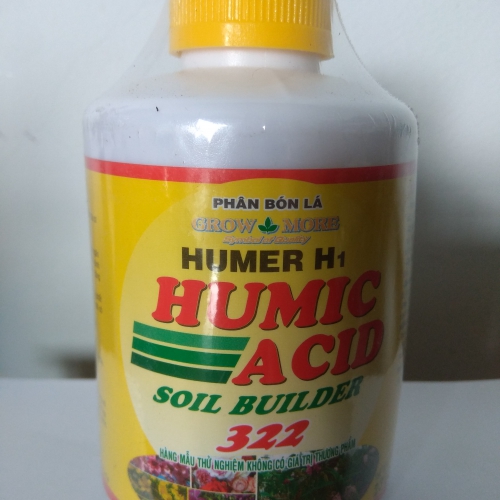 PHÂN BÓN LÁ
GROW MORE
HUMER H1
HUMIC
ACID
SOIL BUILDER
322
HÀNG MẪU THỬ NGHIỆM KHÔNG CÓ GIÁ TRỊ THƯƠNG PHẨM